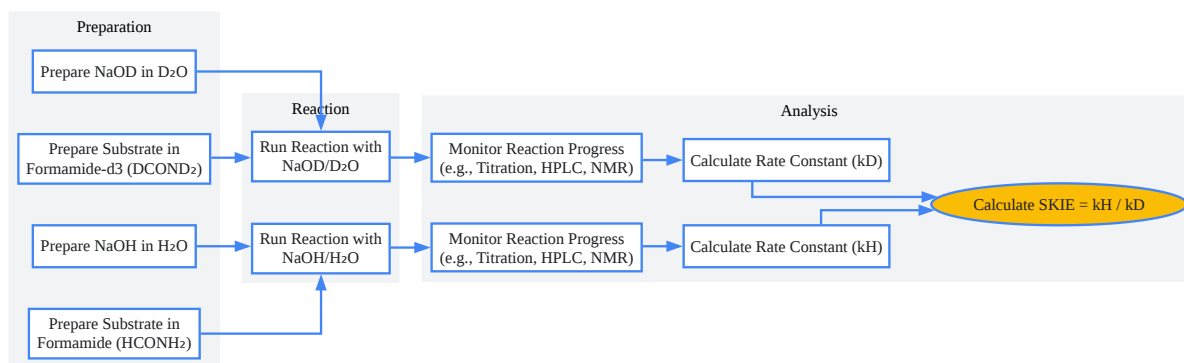 Preparation
Prepare NaOD in D₂O
Reaction
Analysis
Prepare Substrate in
Formamide-d3 (DCOND₂)
Run Reaction with
NaOD/D₂O
Monitor Reaction Progress
(e.g., Titration, HPLC, NMR)
Calculate Rate Constant (kD)
Calculate SKIE = kH / kD
Prepare NaOH in H₂O
Run Reaction with
NaOH/H₂O
Monitor Reaction Progress
(e.g., Titration, HPLC, NMR)
Calculate Rate Constant (kH)
Prepare Substrate in
Formamide (HCONH₂)